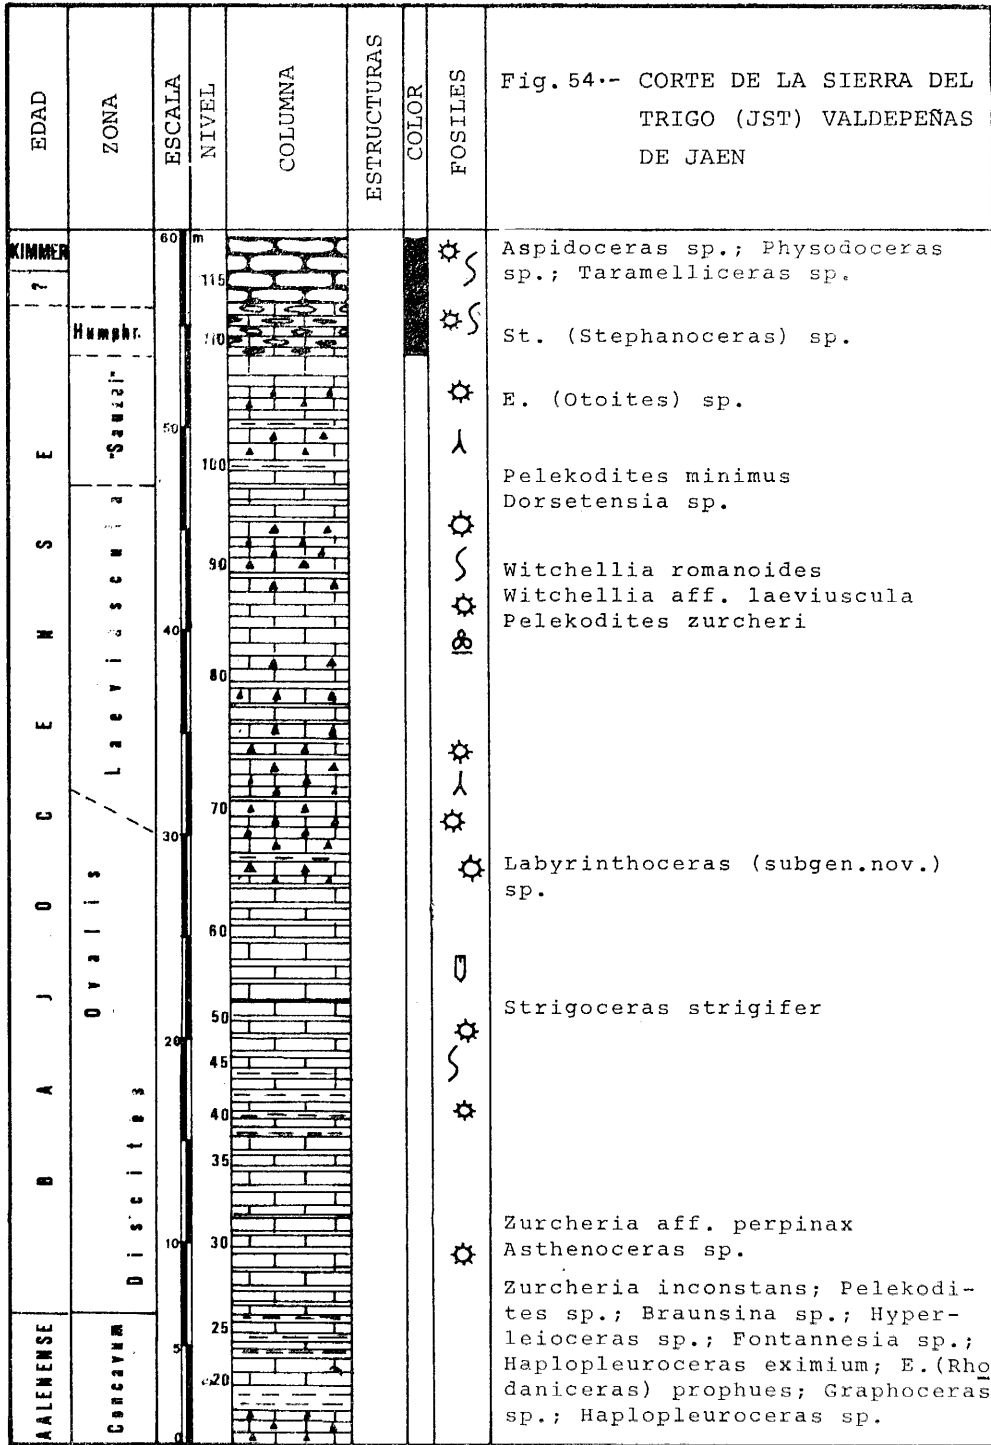 EDAD
ZONA
ESCALA
NIVEL
COLUMNA
ESTRUCTURAS
COLOR
FOSILES
Fig.54.- CORTE DE LA SIERRA DEL
TRIGO (JST) VALDEPEÑAS
DE JAEN
KIMMER
?
BAJOCENSE
AALENENSE
Humphr.
"Sauzei"
Laeviuscula
Ovalis
Discites
Concavum
60 m
50
40
30
20
10
5
0
115
110
100
90
80
70
60
50
45
40
35
30
25
20
Aspidoceras sp.; Physodoceras
sp.; Taramelliceras sp.
St. (Stephanoceras) sp.
E. (Otoites) sp.
Pelekodites minimus
Dorsetensia sp.
Witchellia romanoides
Witchellia aff. laeviuscula
Pelekodites zurcheri
Labyrinthoceras (subgen.nov.)
sp.
Strigoceras strigifer
Zurcheria aff. perpinax
Asthenoceras sp.
Zurcheria inconstans; Pelekodi-
tes sp.; Braunsina sp.; Hyper-
leioceras sp.; Fontannesia sp.;
Haplopleuroceras eximium; E.(Rho
daniceras) prophues; Graphoceras
sp.; Haplopleuroceras sp.